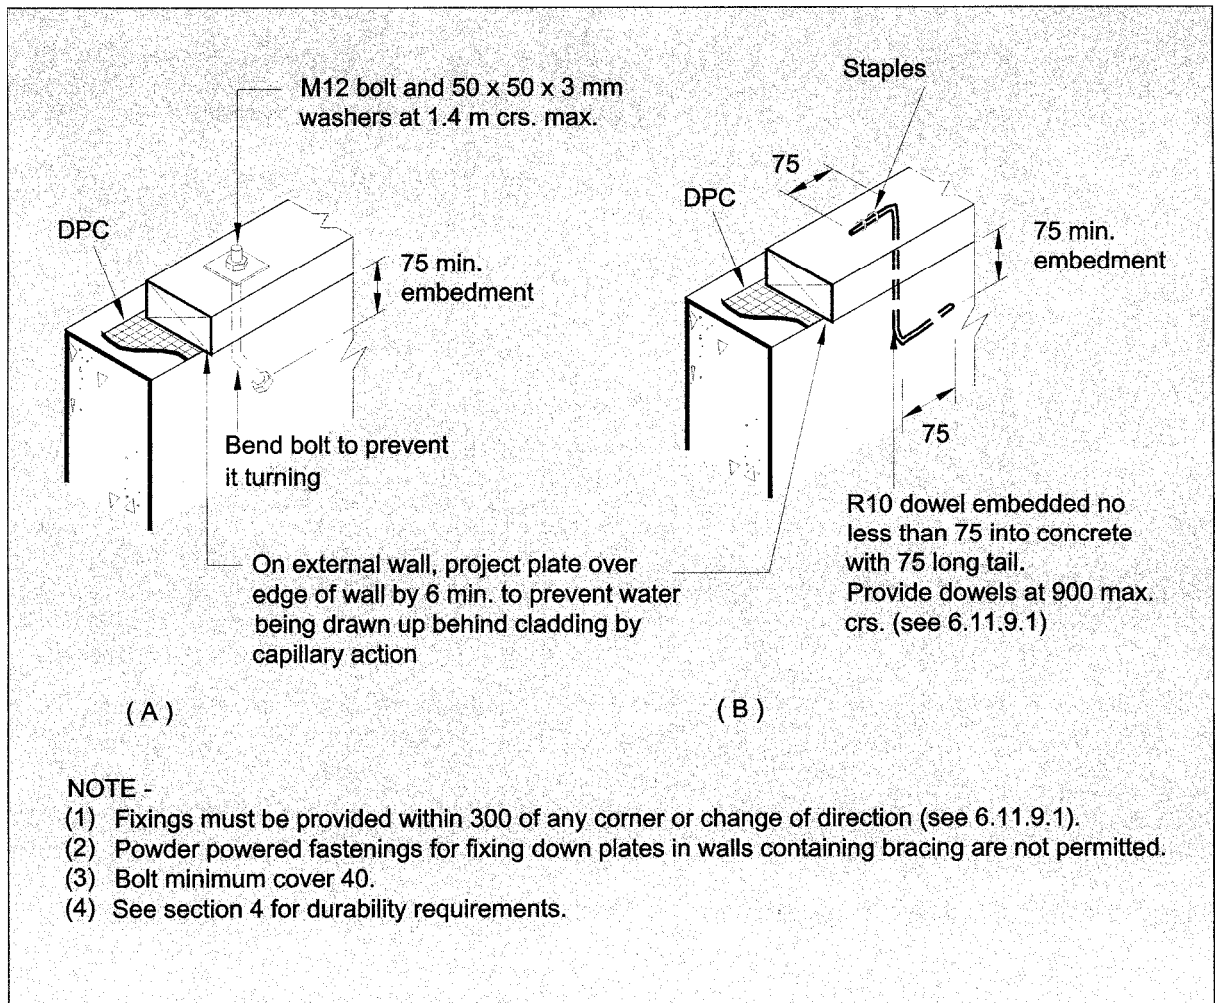 M12 bolt and 50 x 50 x 3 mm
washers at 1.4 m crs. max.
DPC
75 min.
embedment
Bend bolt to prevent
it turning
On external wall, project plate over
edge of wall by 6 min. to prevent water
being drawn up behind cladding by
capillary action
( A )
Staples
75
DPC
75 min.
embedment
75
R10 dowel embedded no
less than 75 into concrete
with 75 long tail.
Provide dowels at 900 max.
crs. (see 6.11.9.1)
( B )
NOTE -
(1) Fixings must be provided within 300 of any corner or change of direction (see 6.11.9.1).
(2) Powder powered fastenings for fixing down plates in walls containing bracing are not permitted.
(3) Bolt minimum cover 40.
(4) See section 4 for durability requirements.